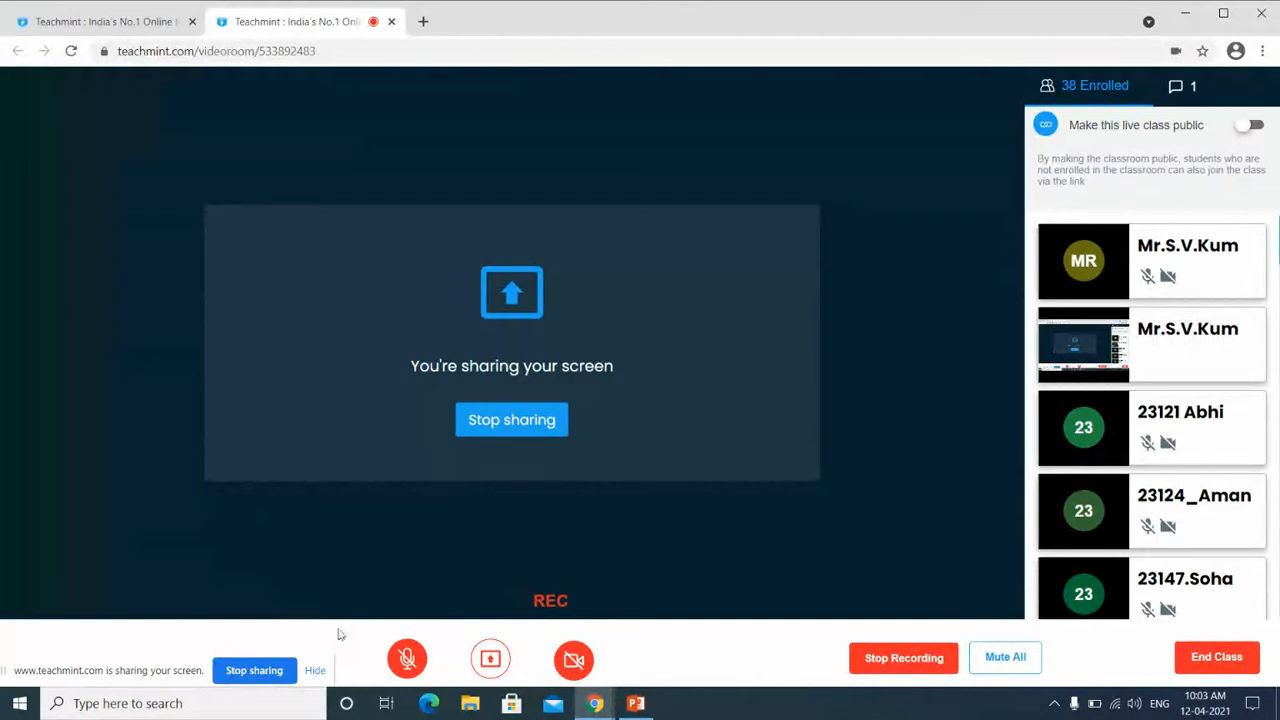 Teachmint : India's No.1 Online t
Teachmint : India's No.1 Onl
teachmint.com/videoroom/533892483
38 Enrolled
1
Make this live class public
By making the classroom public, students who are
not enrolled in the classroom can also join the class
via the link
MR
Mr.S.V.Kum
Mr.S.V.Kum
23
23121 Abhi
23
23124_Aman
23
23147.Soha
You're sharing your screen
Stop sharing
REC
www.teachmint.com is sharing your screen.
Stop sharing
Hide
Stop Recording
Mute All
End Class
Type here to search
ENG
10:03 AM
12-04-2021